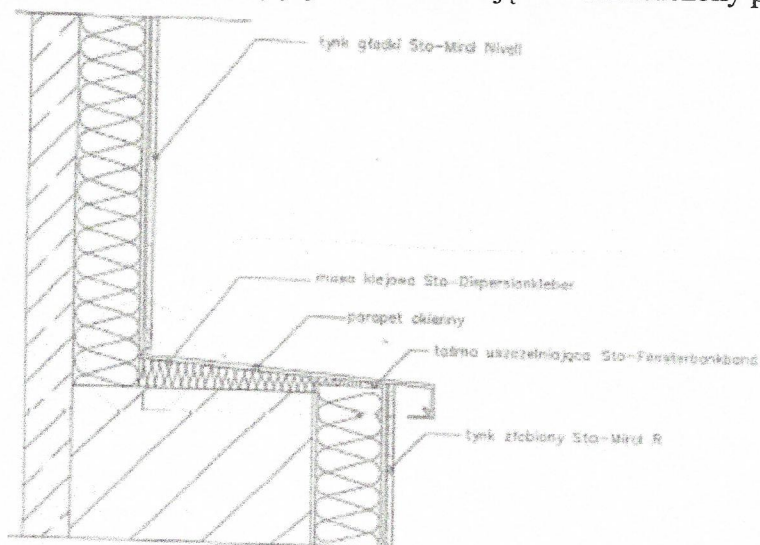 tynk gładki Sto-Miral Nivell
masa klejowa Sto-Dispersionkleber
parapet okienny
taśma uszczelniająca Sto-Fensterbankband
tynk żłobiony Sto-Miral R